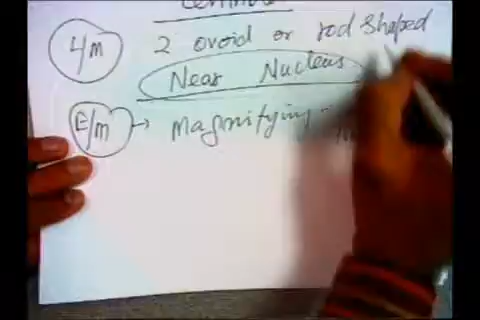 L/m 2 ovoid or rod shaped
Near Nucleus
E/m → Magnifying